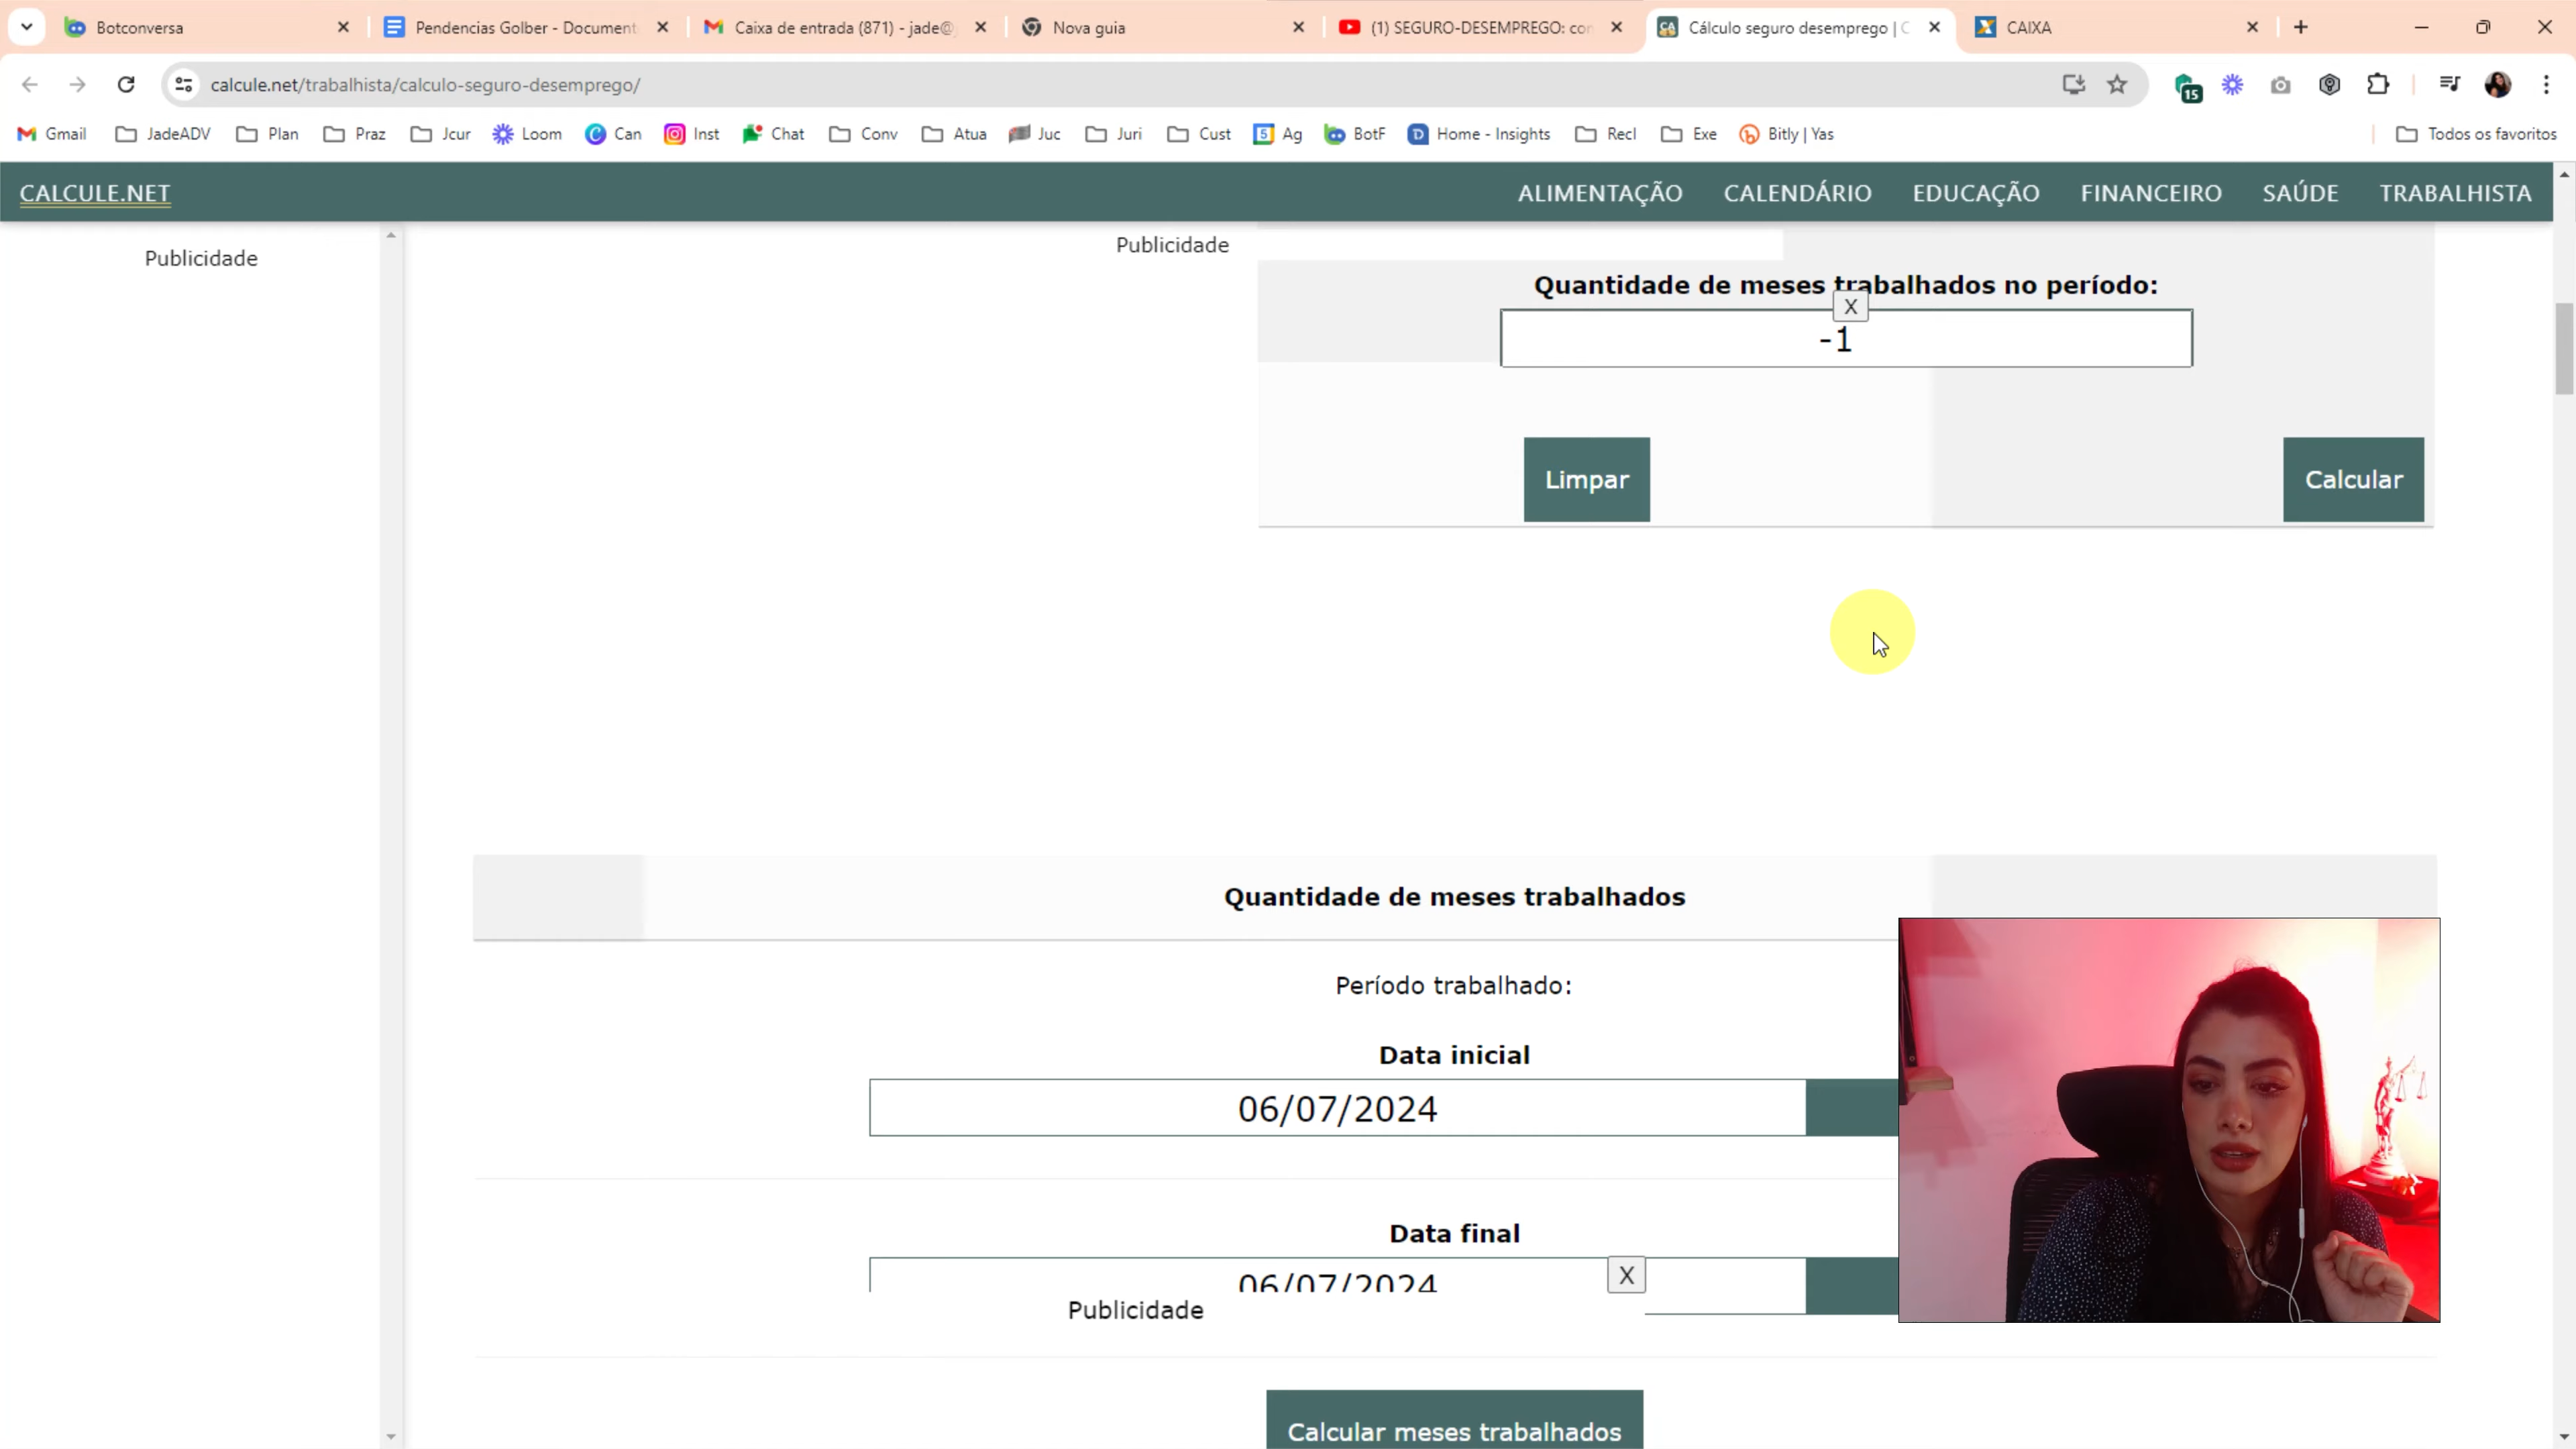 Botconversa
Pendencias Golber - Document
Caixa de entrada (871) - jade@
Nova guia
(1) SEGURO-DESEMPREGO: con
Cálculo seguro desemprego | C
CAIXA
calcule.net/trabalhista/calculo-seguro-desemprego/
15
Gmail
JadeADV
Plan
Praz
Jcur
Loom
Can
Inst
Chat
Conv
Atua
Juc
Juri
Cust
5
Ag
BotF
Home - Insights
Recl
Exe
Bitly | Yas
Todos os favoritos
CALCULE.NET
ALIMENTAÇÃO
CALENDÁRIO
EDUCAÇÃO
FINANCEIRO
SAÚDE
TRABALHISTA
Publicidade
Publicidade
Quantidade de meses trabalhados no período:
X
-1
Limpar
Calcular
Quantidade de meses trabalhados
Período trabalhado:
Data inicial
06/07/2024
Data final
06/07/2024
X
Publicidade
Calcular meses trabalhados